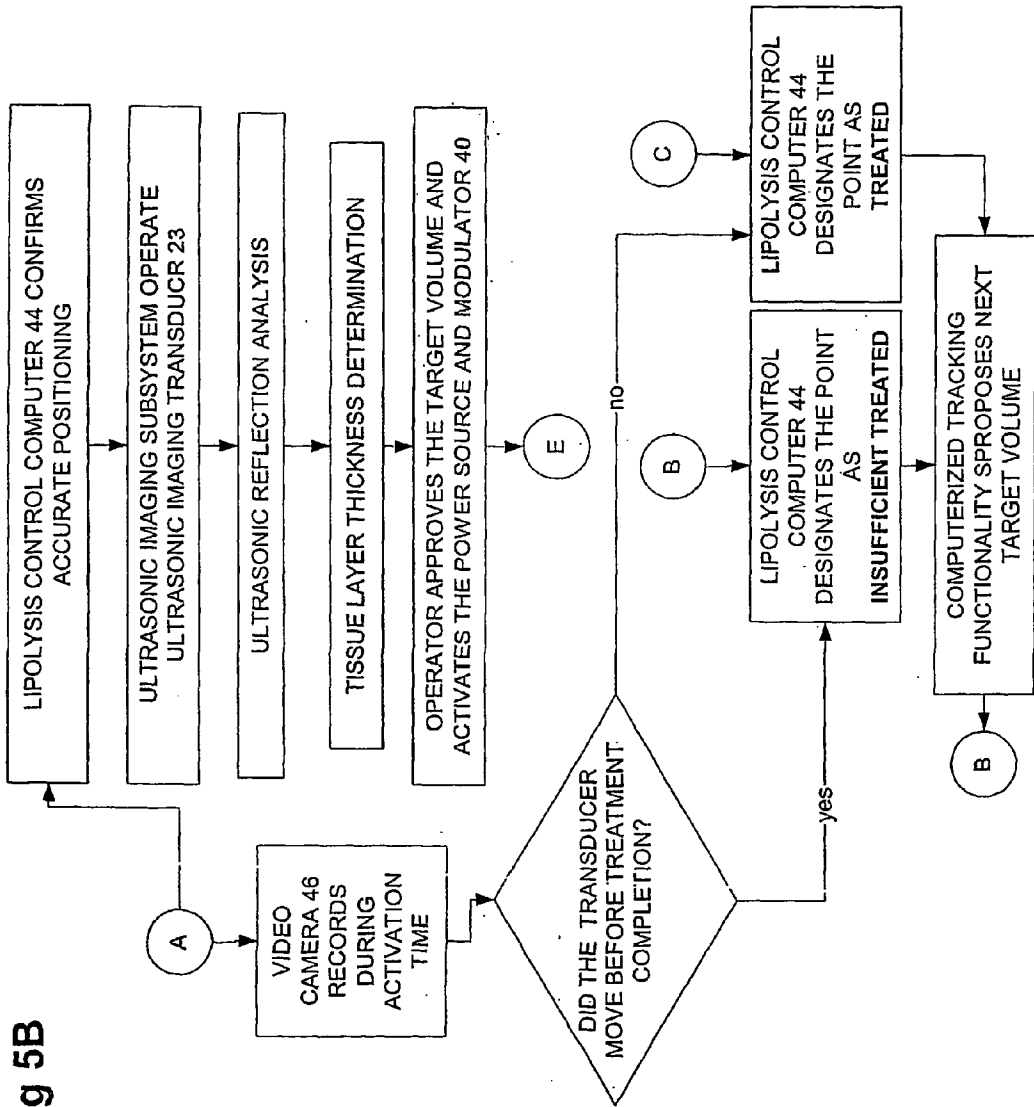 g 5B
LIPOLYSIS CONTROL COMPUTER 44 CONFIRMS
ACCURATE POSITIONING
ULTRASONIC IMAGING SUBSYSTEM OPERATE
ULTRASONIC IMAGING TRANSDUCR 23
ULTRASONIC REFLECTION ANALYSIS
TISSUE LAYER THICKNESS DETERMINATION
OPERATOR APPROVES THE TARGET VOLUME AND
ACTIVATES THE POWER SOURCE AND MODULATOR 40
E
A
VIDEO
CAMERA 46
RECORDS
DURING
ACTIVATION
TIME
DID THE TRANSDUCER
MOVE BEFORE TREATMENT
COMPLETION?
no
yes
B
LIPOLYSIS CONTROL
COMPUTER 44
DESIGNATES THE POINT
AS
INSUFFICIENT TREATED
C
LIPOLYSIS CONTROL
COMPUTER 44
DESIGNATES THE
POINT AS
TREATED
COMPUTERIZED TRACKING
FUNCTIONALITY SPROPOSES NEXT
TARGET VOLUME
B